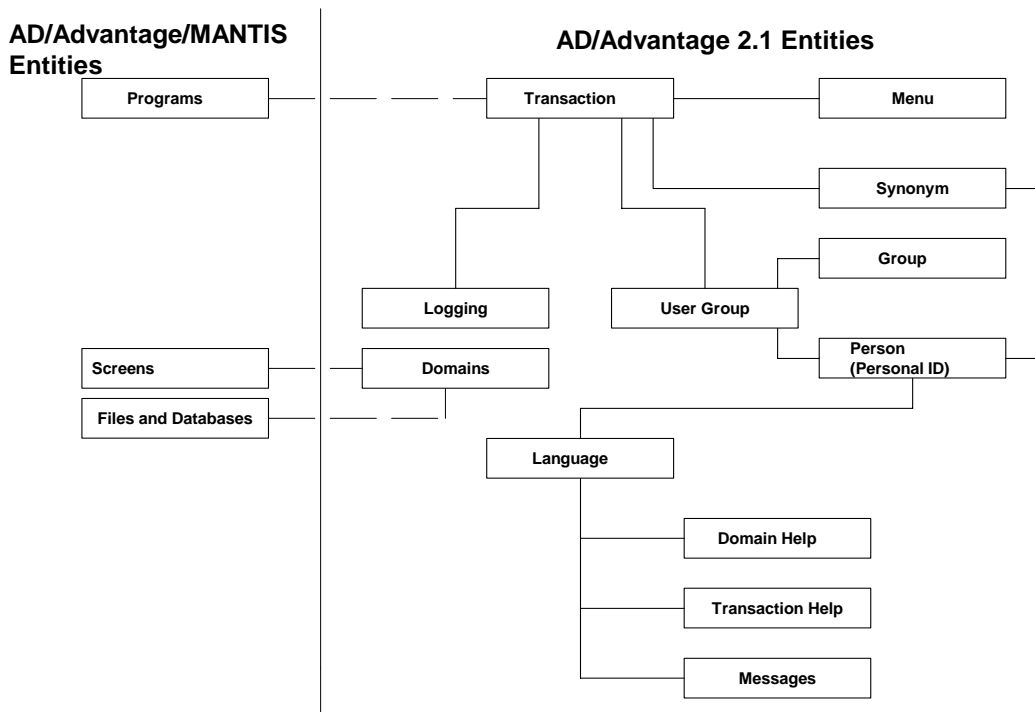 AD/Advantage/MANTIS
Entities
AD/Advantage 2.1 Entities
Programs
Transaction
Menu
Synonym
Group
Logging
User Group
Screens
Domains
Person
(Personal ID)
Files and Databases
Language
Domain Help
Transaction Help
Messages